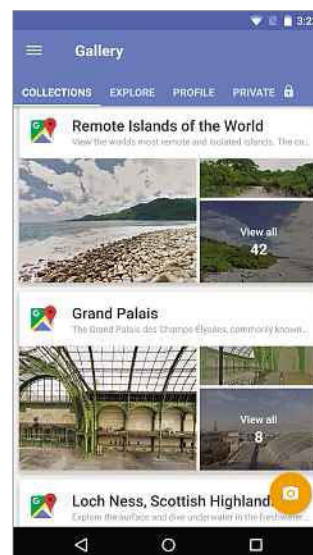 3:2
Gallery
COLLECTIONS EXPLORE PROFILE PRIVATE
Remote Islands of the World
View the worlds most remote and isolated islands. The co...
View all
42
Grand Palais
The Grand Palais des Champs-Élysées, commonly known...
View all
8
Loch Ness, Scottish Highland
Explore the surface and dive underwater in the freshwater...